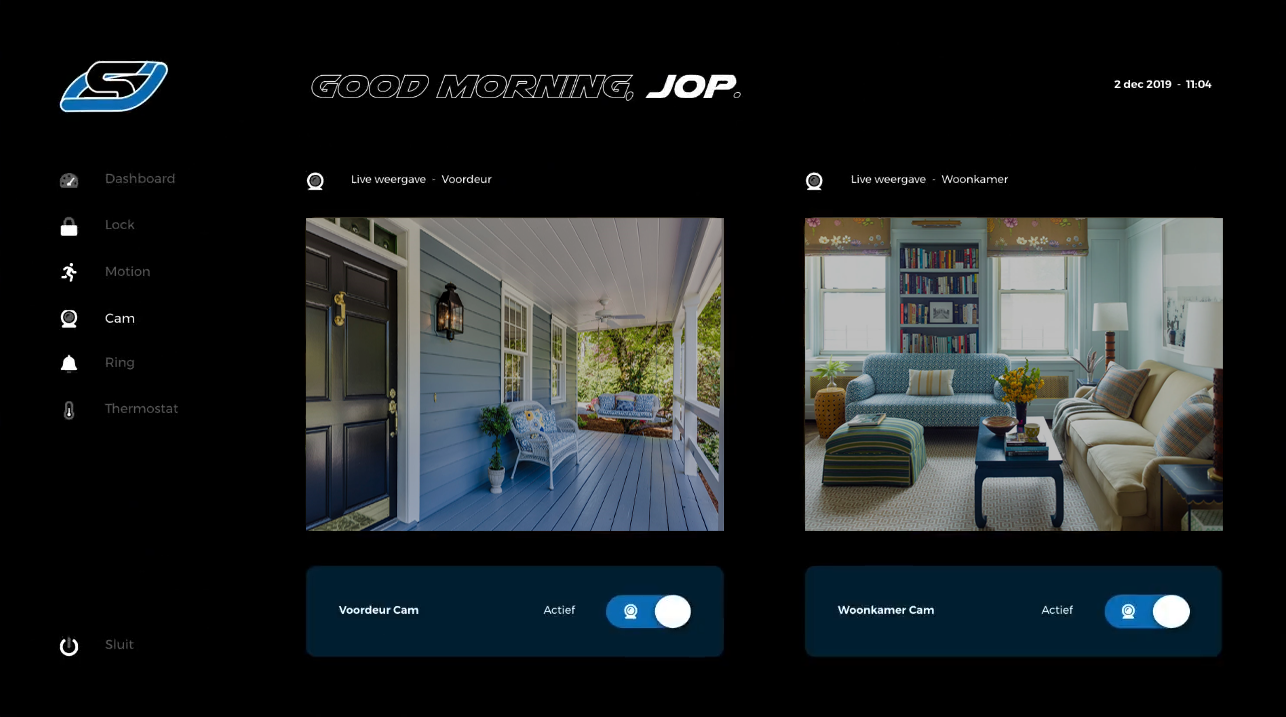 GOOD MORNING, JOP.
2 dec 2019 - 11:04
Dashboard
Lock
Motion
Cam
Ring
Thermostat
Sluit
Live weergave - Voordeur
Live weergave - Woonkamer
Voordeur Cam
Actief
Woonkamer Cam
Actief